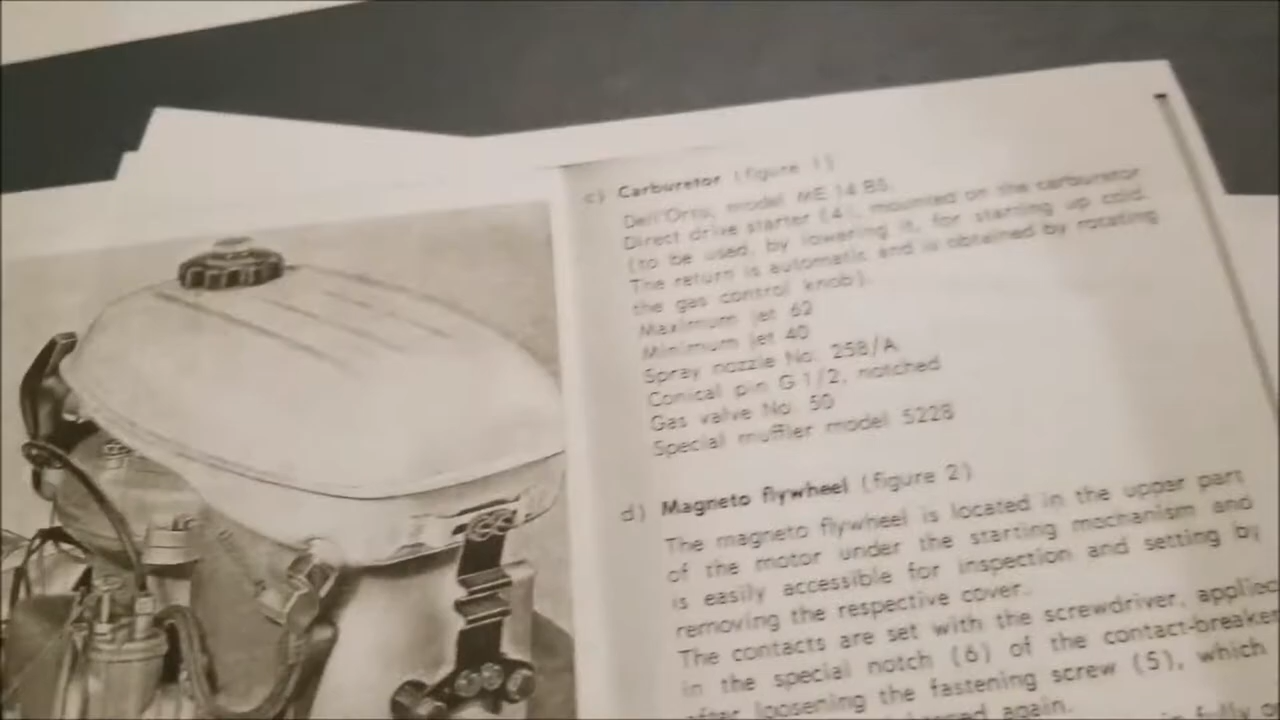 c) Carburetor (figure 1)
Dell'Orto, model ME 14 BS.
Direct drive starter (4), mounted on the carburetor
(to be used, by lowering it, for starting up cold.
The return is automatic and is obtained by rotating
the gas control knob).
Maximum jet 62
Minimum jet 40
Spray nozzle No. 258/A
Conical pin G 1/2, notched
Gas valve No. 50
Special muffler model 5228
d) Magneto flywheel (figure 2)
The magneto flywheel is located in the upper part
of the motor under the starting mechanism and
is easily accessible for inspection and setting by
removing the respective cover.
The contacts are set with the screwdriver, applied
in the special notch (6) of the contact-breaker
after loosening the fastening screw (5), which
again.